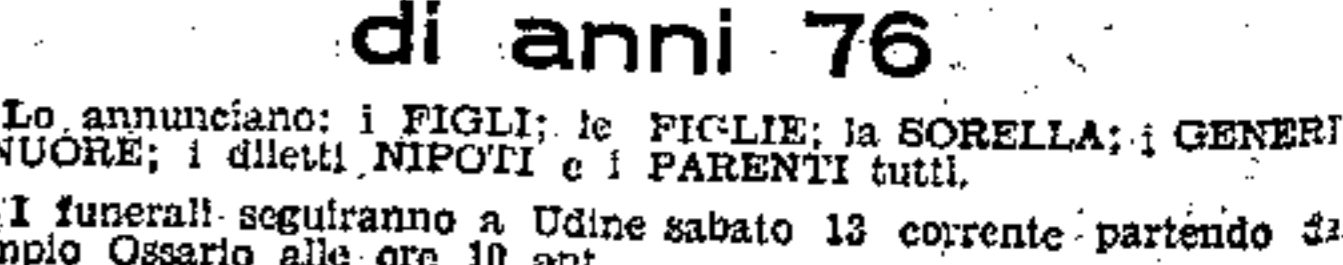 di anni 76
Lo annunciano: i FIGLI; le FIGLIE; la SORELLA; i GENERI
NUORE; i diletti NIPOTI e i PARENTI tutti.
I funerali seguiranno a Udine sabato 13 corrente partendo
Ossario alle ore 10 ant.